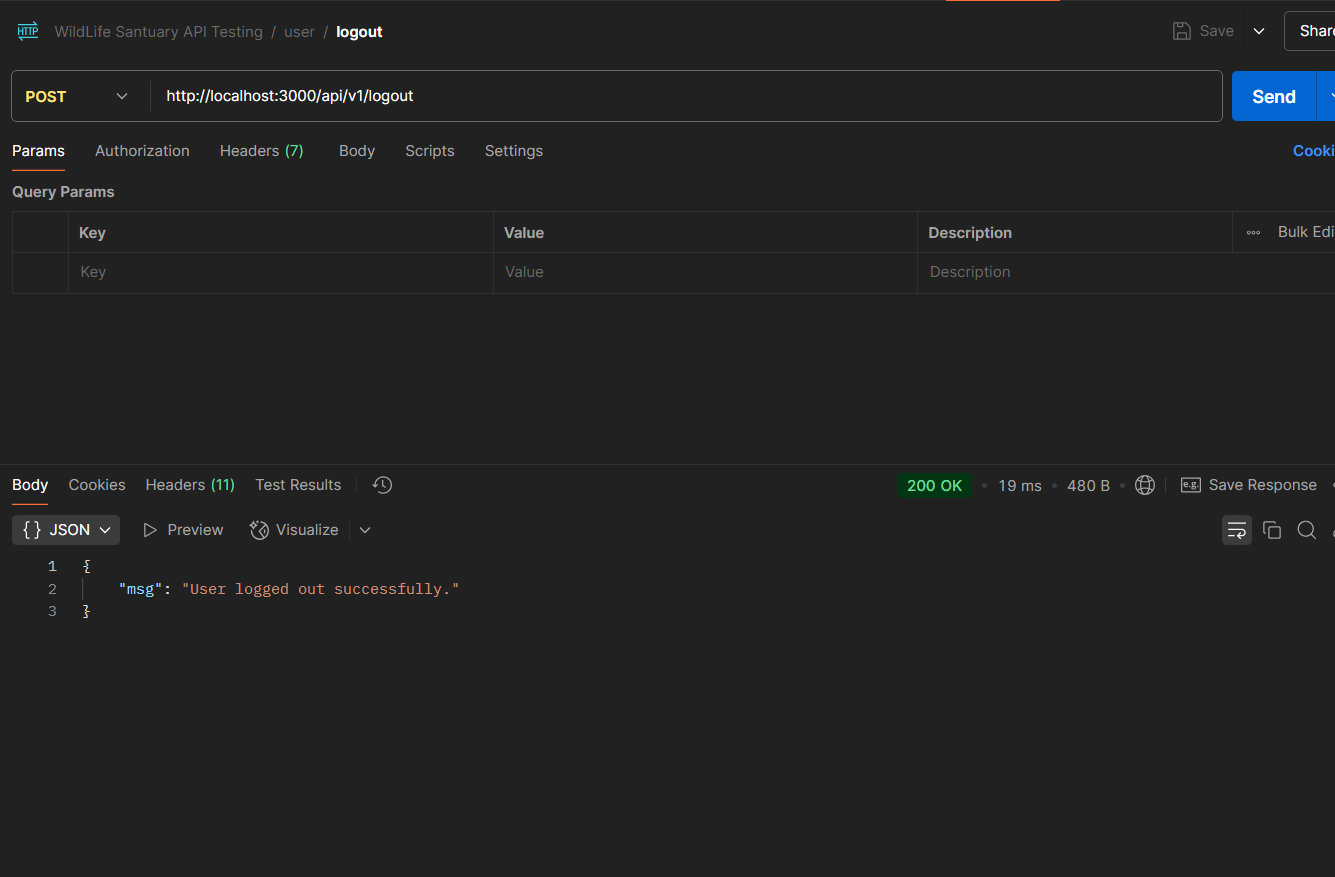 HTTP WildLife Santuary API Testing / user / logout Save Share
POST http://localhost:3000/api/v1/logout Send
Params Authorization Headers (7) Body Scripts Settings Cooki
Query Params
Key Value Description Bulk Edi
Key Value Description
Body Cookies Headers (11) Test Results 200 OK • 19 ms • 480 B • e.g. Save Response
{} JSON Preview Visualize
1 {
2 "msg": "User logged out successfully."
3 }